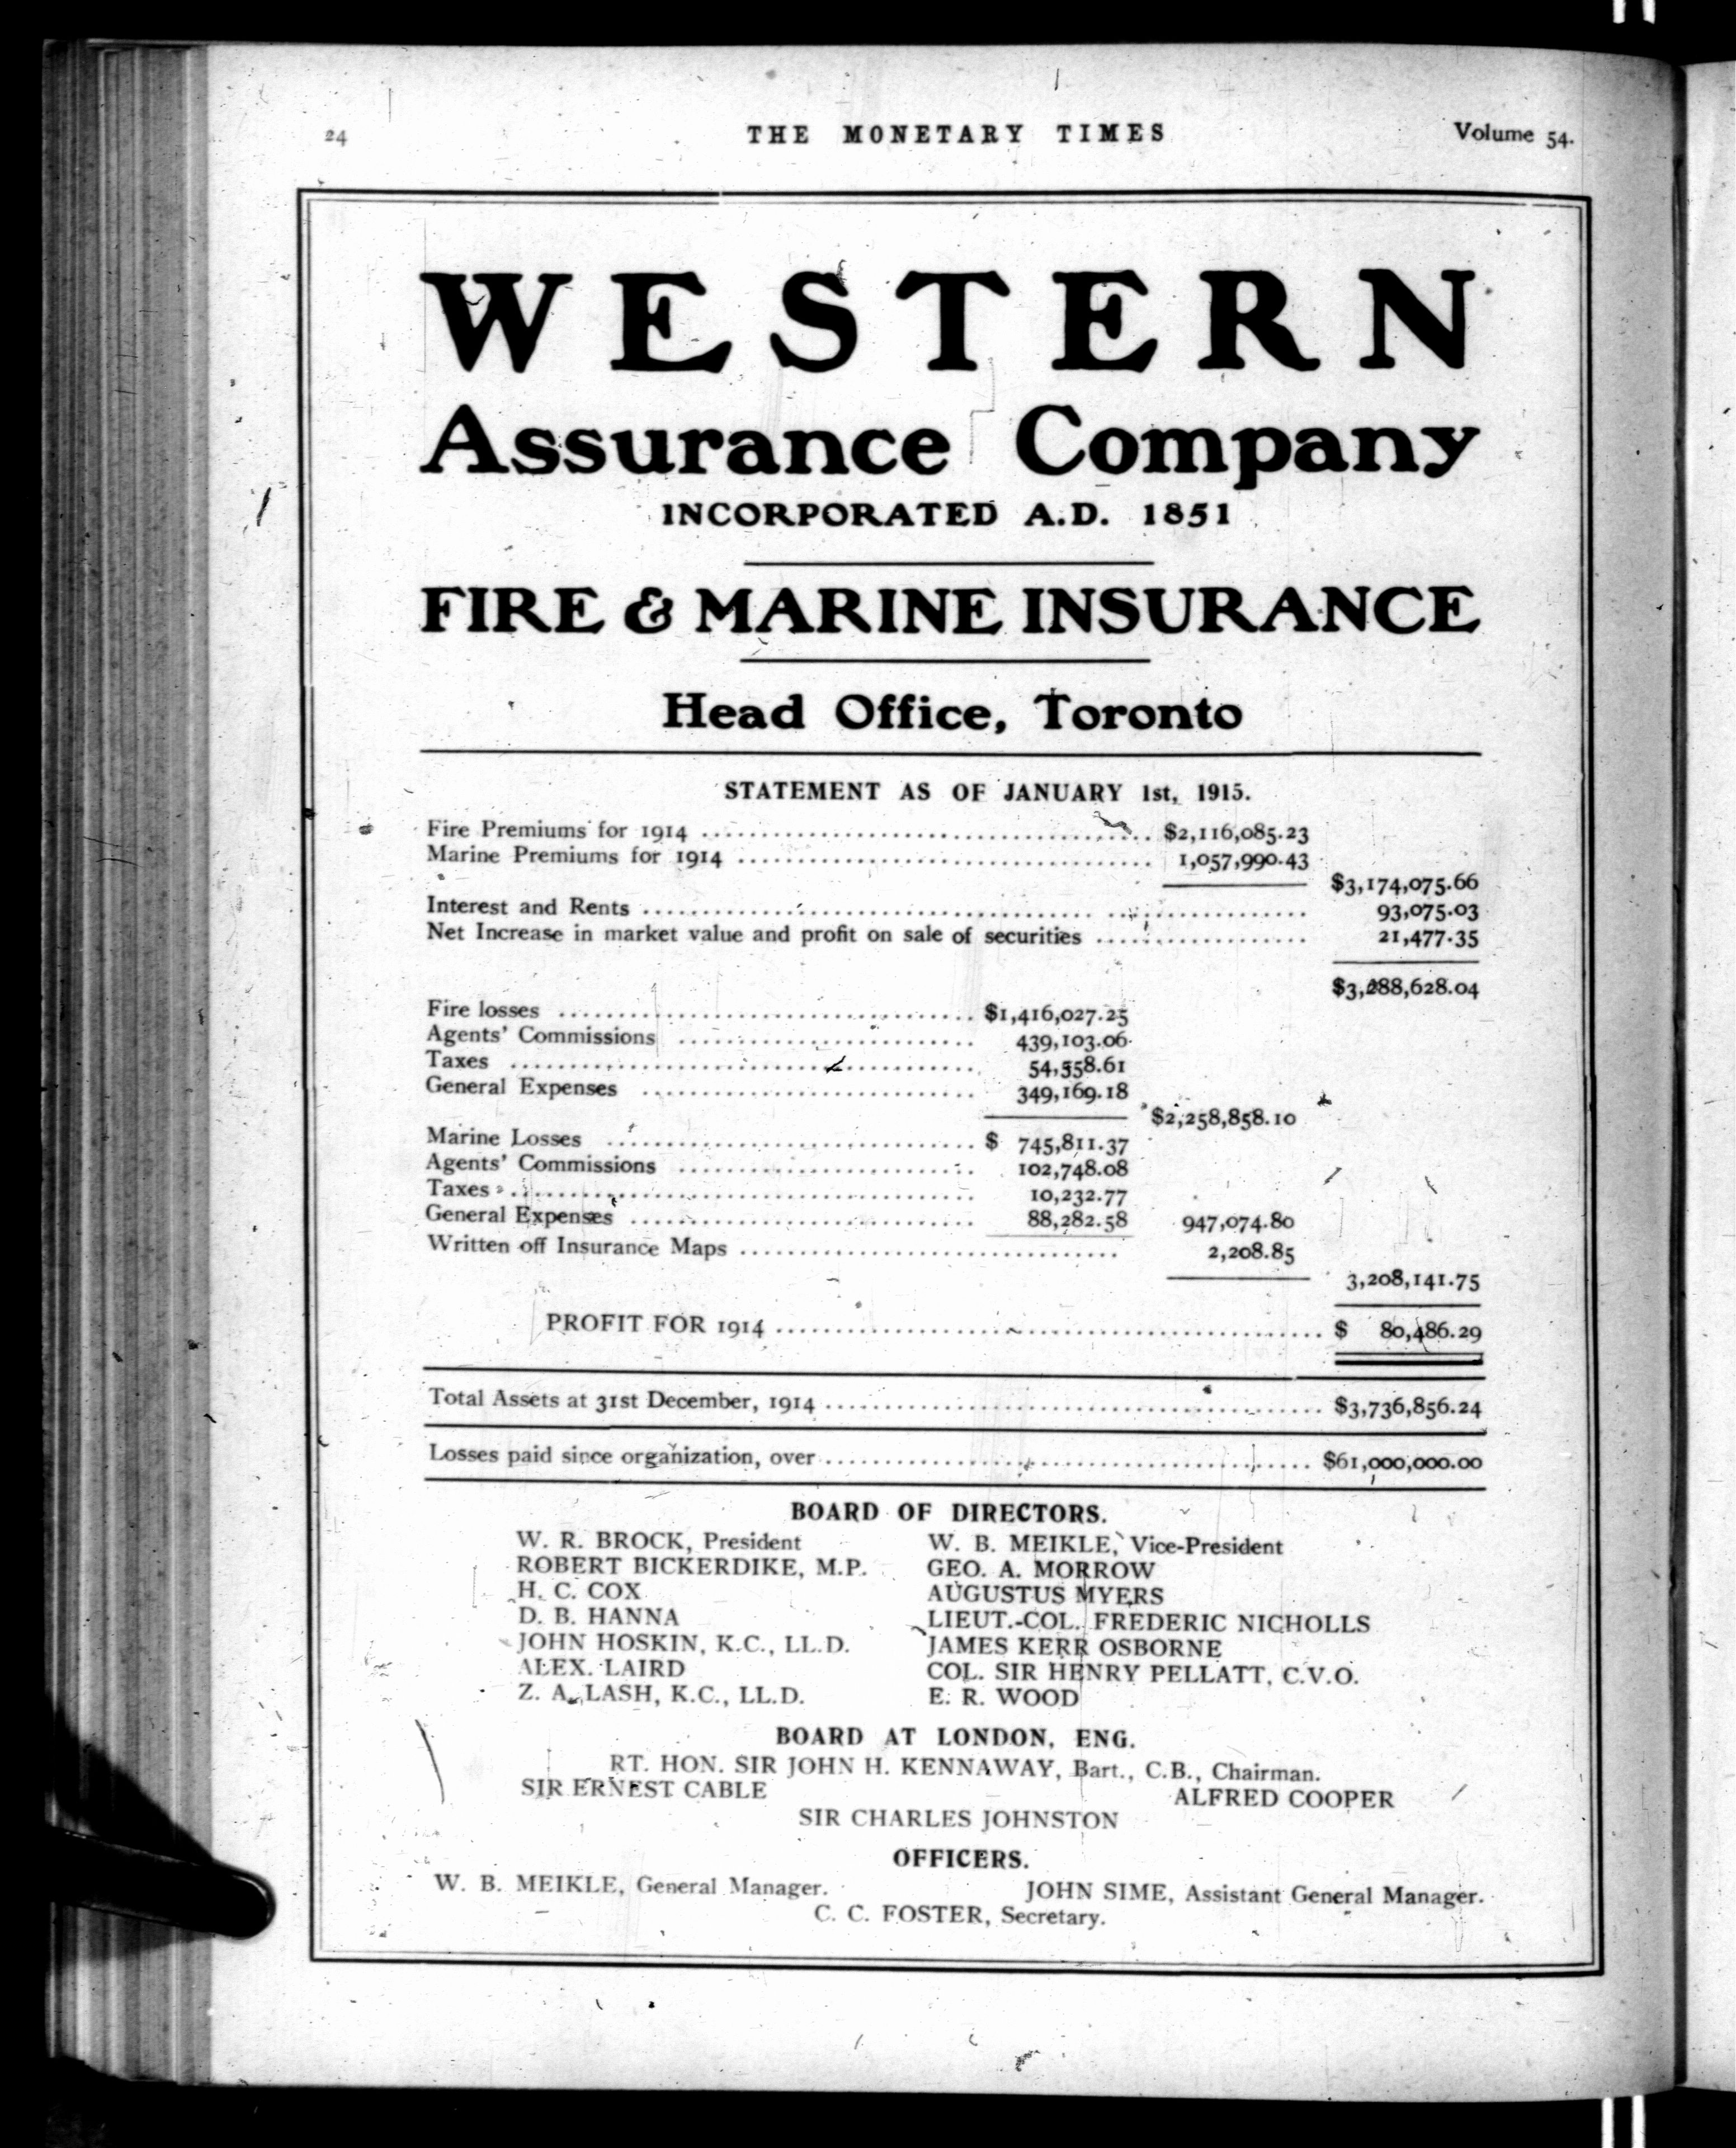 24 THE MONETARY TIMES Volume 54.
WESTERN
Assurance Company
INCORPORATED A.D. 1851
FIRE & MARINE INSURANCE
Head Office, Toronto
STATEMENT AS OF JANUARY 1st, 1915.
Fire Premiums for 1914 ........ $2,116,085.23
Marine Premiums for 1914 ........ 1,057,990.43
$3,174,075.66
Interest and Rents ........ 93,075.03
Net Increase in market value and profit on sale of securities ........ 21,477.35
$3,288,628.04
Fire losses ........ $1,416,027.25
Agents' Commissions ........ 439,103.06
Taxes ........ 54,558.61
General Expenses ........ 349,169.18
$2,258,858.10
Marine Losses ........ $ 745,811.37
Agents' Commissions ........ 102,748.08
Taxes ........ 10,232.77
General Expenses ........ 88,282.58 947,074.80
Written off Insurance Maps ........ 2,208.85
3,208,141.75
PROFIT FOR 1914 ........ $ 80,486.29
Total Assets at 31st December, 1914 ........ $3,736,856.24
Losses paid since organization, over ........ $61,000,000.00
BOARD OF DIRECTORS.
W. R. BROCK, President W. B. MEIKLE, Vice-President
ROBERT BICKERDIKE, M.P. GEO. A. MORROW
H. C. COX AUGUSTUS MYERS
D. B. HANNA LIEUT.-COL. FREDERIC NICHOLLS
JOHN HOSKIN, K.C., LL.D. JAMES KERR OSBORNE
ALEX. LAIRD COL. SIR HENRY PELLATT, C.V.O.
Z. A. LASH, K.C., LL.D. E. R. WOOD
BOARD AT LONDON, ENG.
RT. HON. SIR JOHN H. KENNAWAY, Bart., C.B., Chairman.
SIR ERNEST CABLE ALFRED COOPER
SIR CHARLES JOHNSTON
OFFICERS.
W. B. MEIKLE, General Manager. JOHN SIME, Assistant General Manager.
C. C. FOSTER, Secretary.